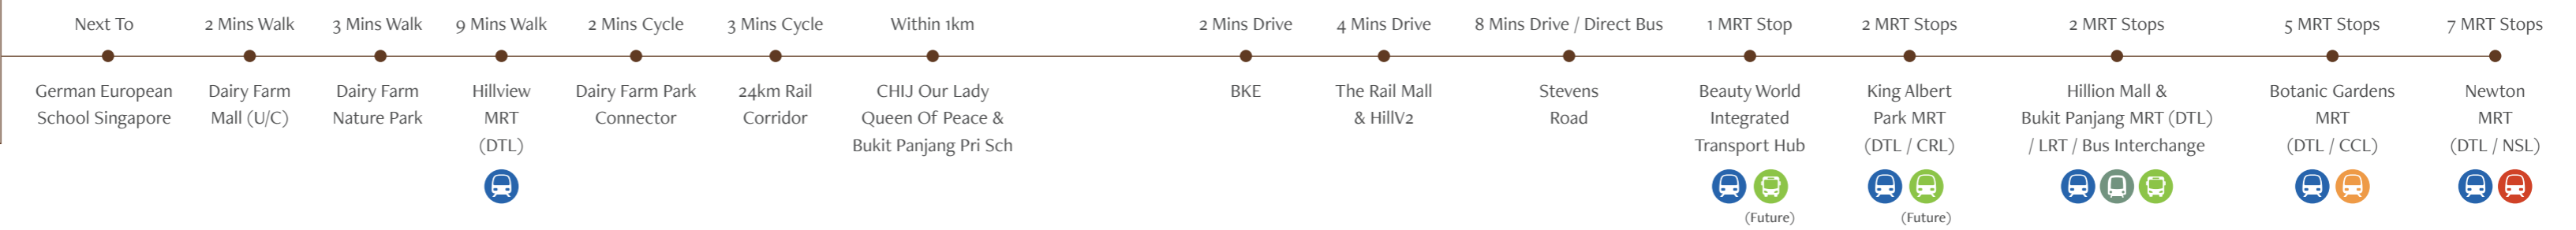 Next To
German European
School Singapore
2 Mins Walk
Dairy Farm
Mall (U/C)
3 Mins Walk
Dairy Farm
Nature Park
9 Mins Walk
Hillview
MRT
(DTL)
2 Mins Cycle
Dairy Farm Park
Connector
3 Mins Cycle
24km Rail
Corridor
Within 1km
CHIJ Our Lady
Queen Of Peace &
Bukit Panjang Pri Sch
2 Mins Drive
BKE
4 Mins Drive
The Rail Mall
& HillV2
8 Mins Drive / Direct Bus
Stevens
Road
1 MRT Stop
Beauty World
Integrated
Transport Hub
(Future)
2 MRT Stops
King Albert
Park MRT
(DTL / CRL)
(Future)
2 MRT Stops
Hillion Mall &
Bukit Panjang MRT (DTL)
/ LRT / Bus Interchange
5 MRT Stops
Botanic Gardens
MRT
(DTL / CCL)
7 MRT Stops
Newton
MRT
(DTL / NSL)